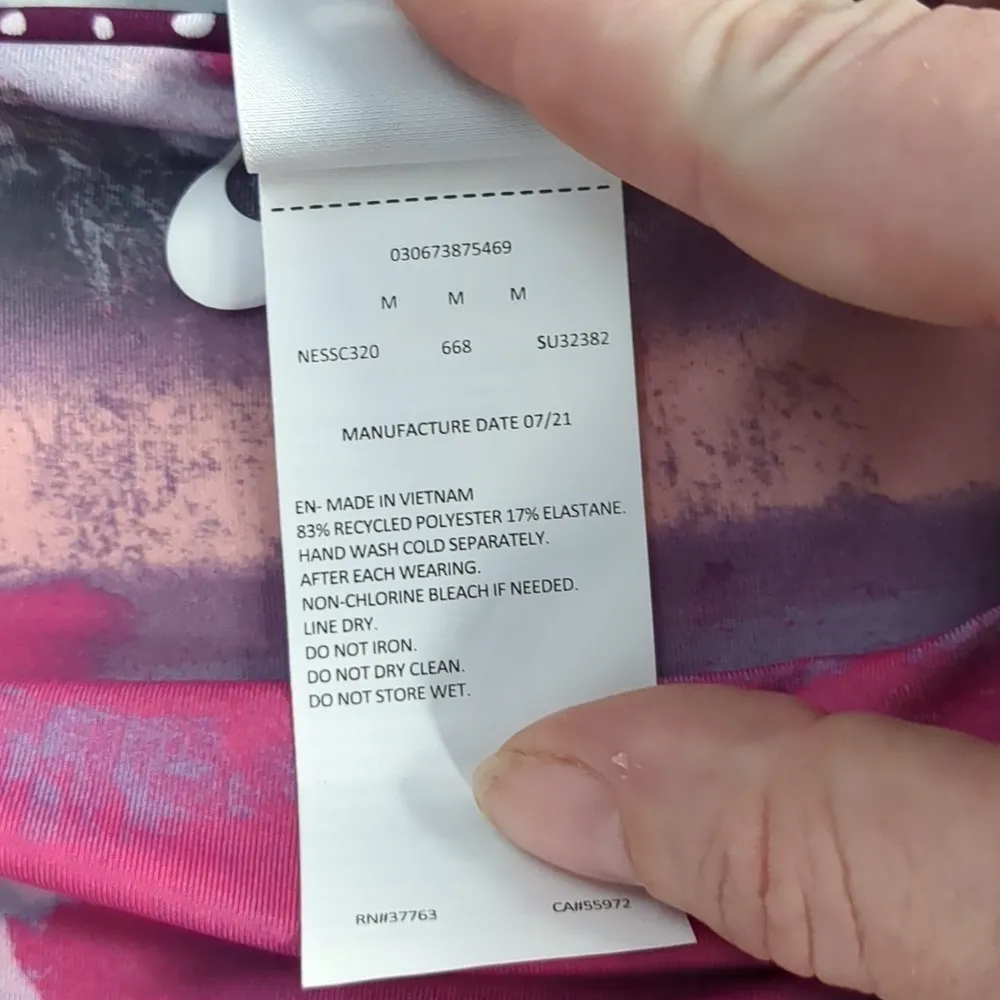 030673875469
M M M
NESSC320 668 SU32382
MANUFACTURE DATE 07/21
EN- MADE IN VIETNAM
83% RECYCLED POLYESTER 17% ELASTANE.
HAND WASH COLD SEPARATELY.
AFTER EACH WEARING.
NON-CHLORINE BLEACH IF NEEDED.
LINE DRY.
DO NOT IRON.
DO NOT DRY CLEAN.
DO NOT STORE WET.
RN#37763 CA#55972